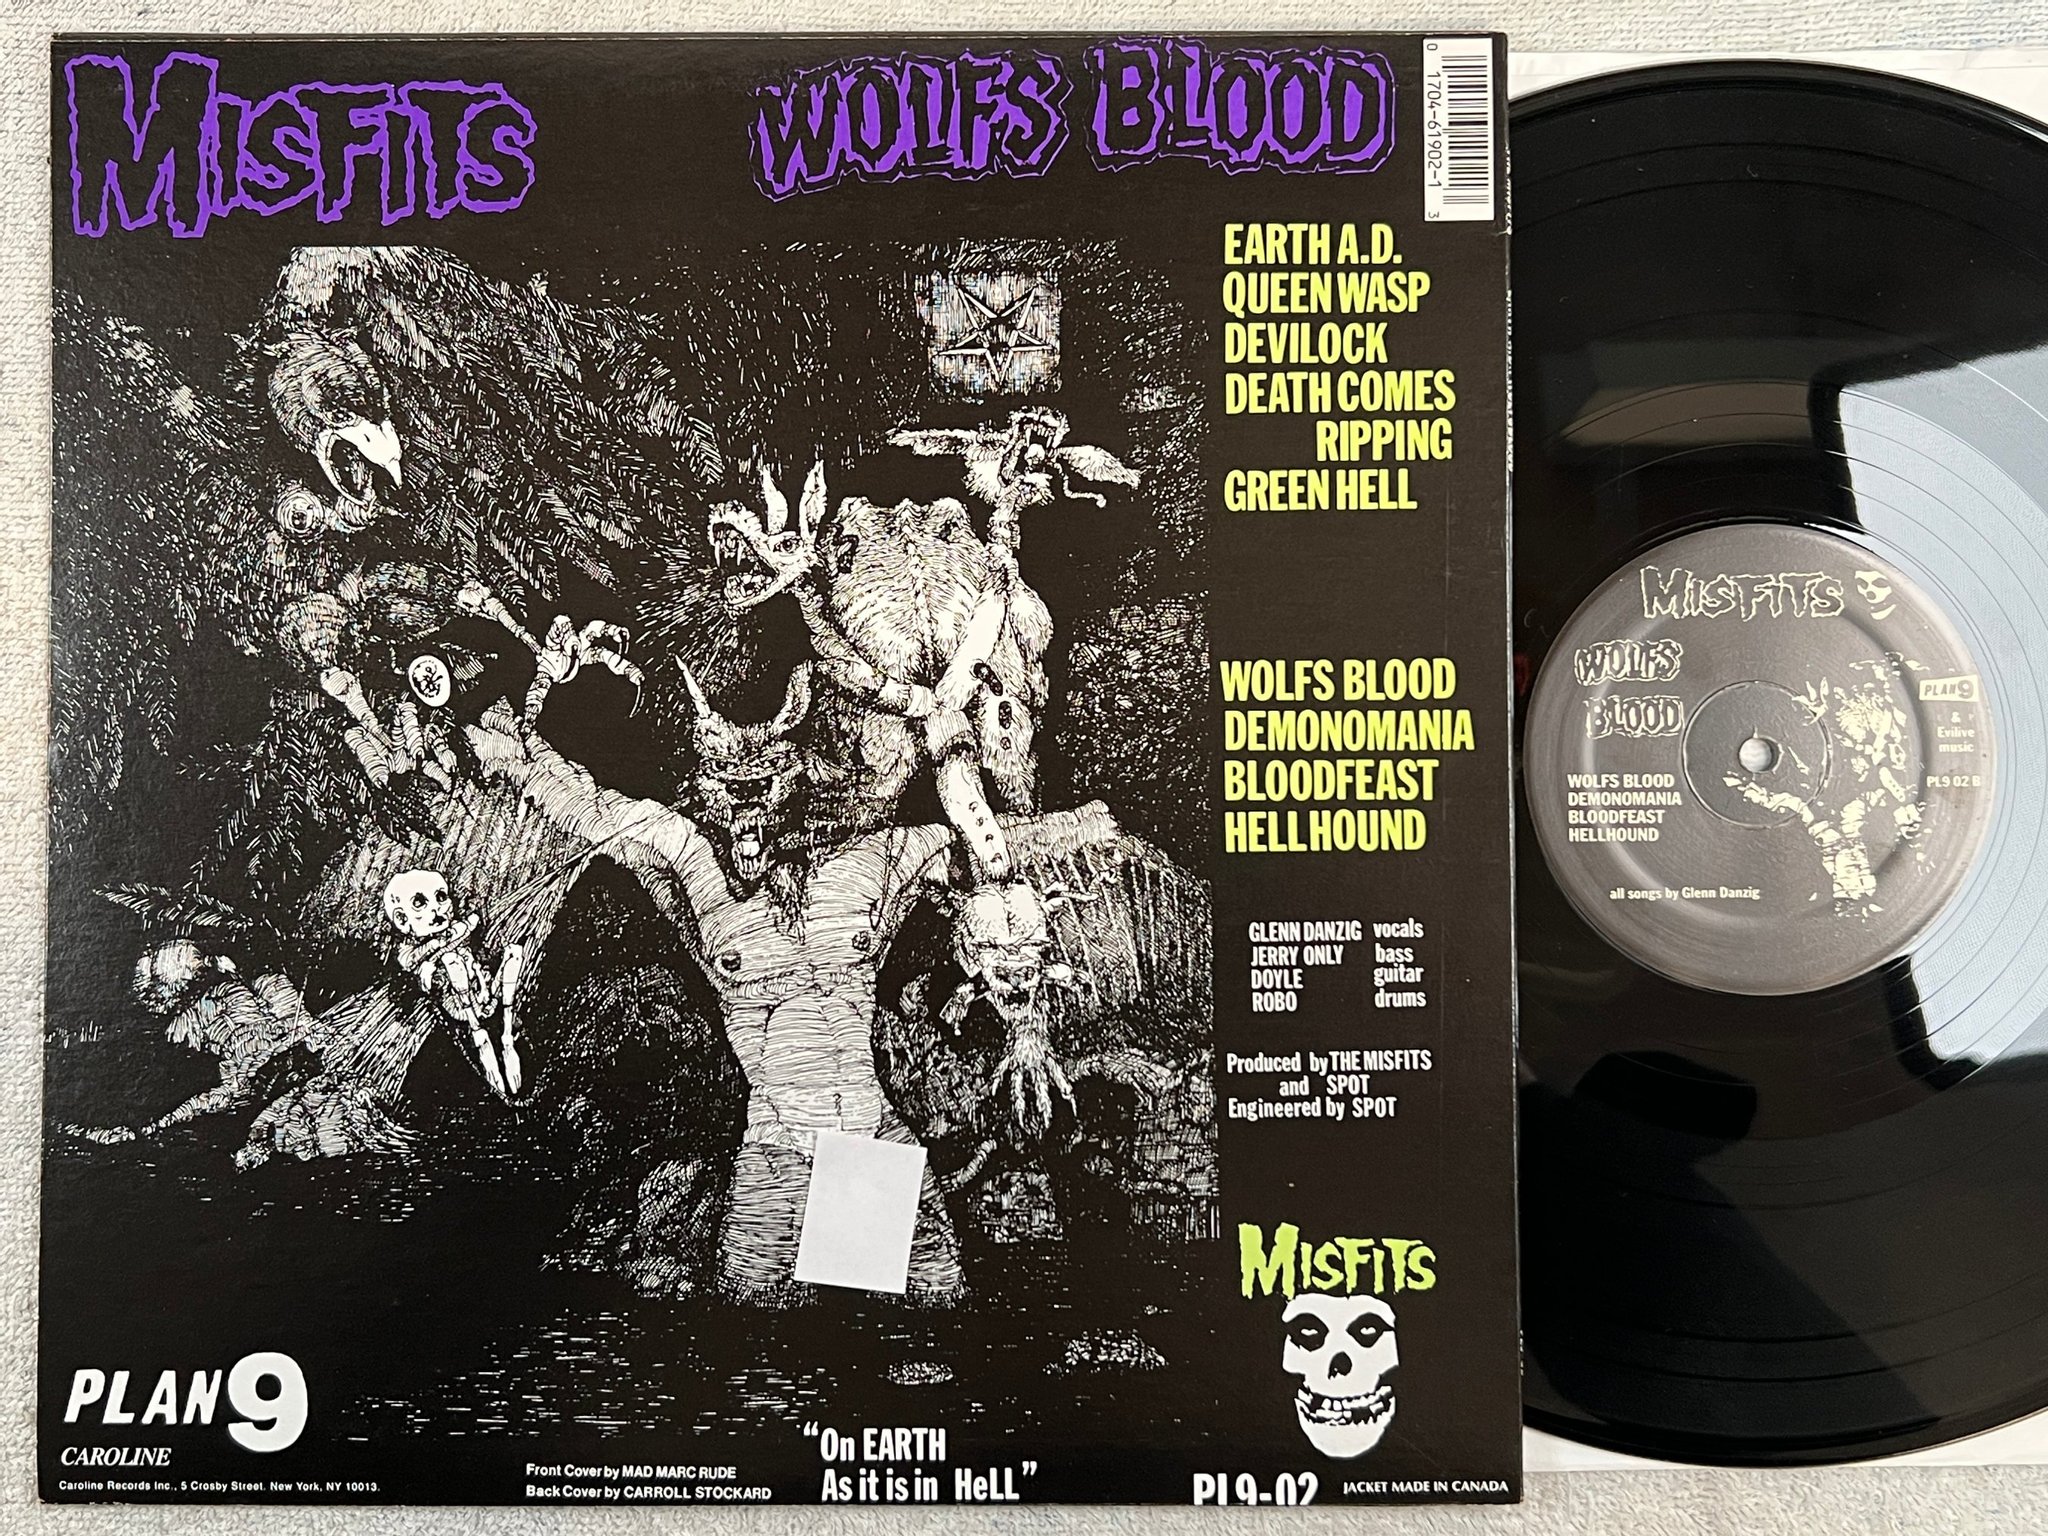 MISFITS
WOLFS BLOOD
0 1704-61902-1 3
EARTH A.D.
QUEEN WASP
DEVILOCK
DEATH COMES
RIPPING
GREEN HELL
WOLFS BLOOD
DEMONOMANIA
BLOODFEAST
HELLHOUND
GLENN DANZIG vocals
JERRY ONLY bass
DOYLE guitar
ROBO drums
Produced by THE MISFITS
and SPOT
Engineered by SPOT
MISFITS
PLAN 9
CAROLINE
Caroline Records Inc., 5 Crosby Street. New York, NY 10013.
Front Cover by MAD MARC RUDE
Back Cover by CARROLL STOCKARD
"On EARTH
As it is in HeLL"
PL9-02
JACKET MADE IN CANADA
MISFITS
WOLFS
BLOOD
PLAN 9
&
Evilive
music
PL9 02 B
WOLFS BLOOD
DEMONOMANIA
BLOODFEAST
HELLHOUND
all songs by Glenn Danzig